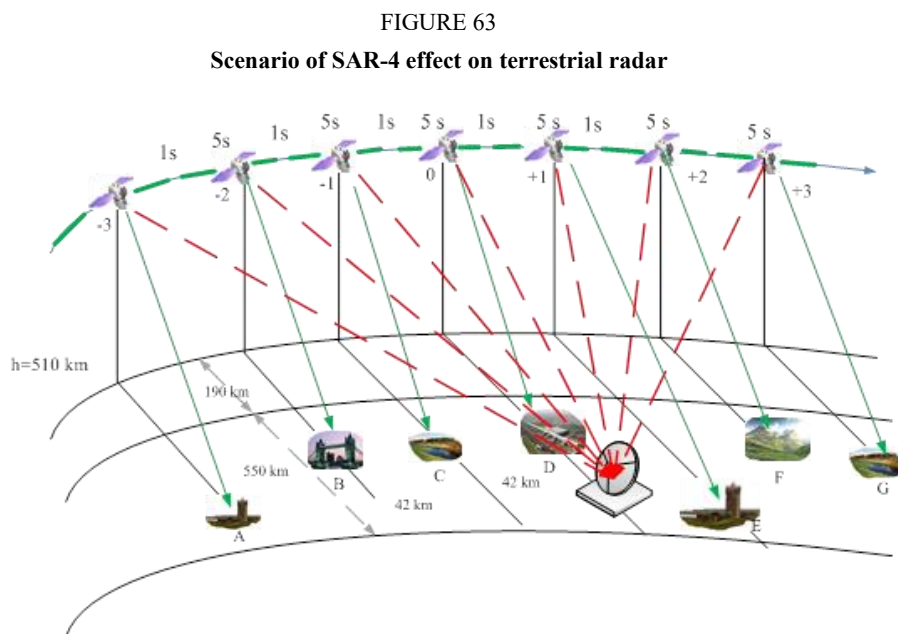 FIGURE 63
Scenario of SAR-4 effect on terrestrial radar
1s 5s 1s 5s 1s 5 s 1s 5 s 1s 5 s 5 s
-3 -2 -1 0 +1 +2 +3
h=510 km
190 km
550 km
42 km
42 km
A B C D E F G